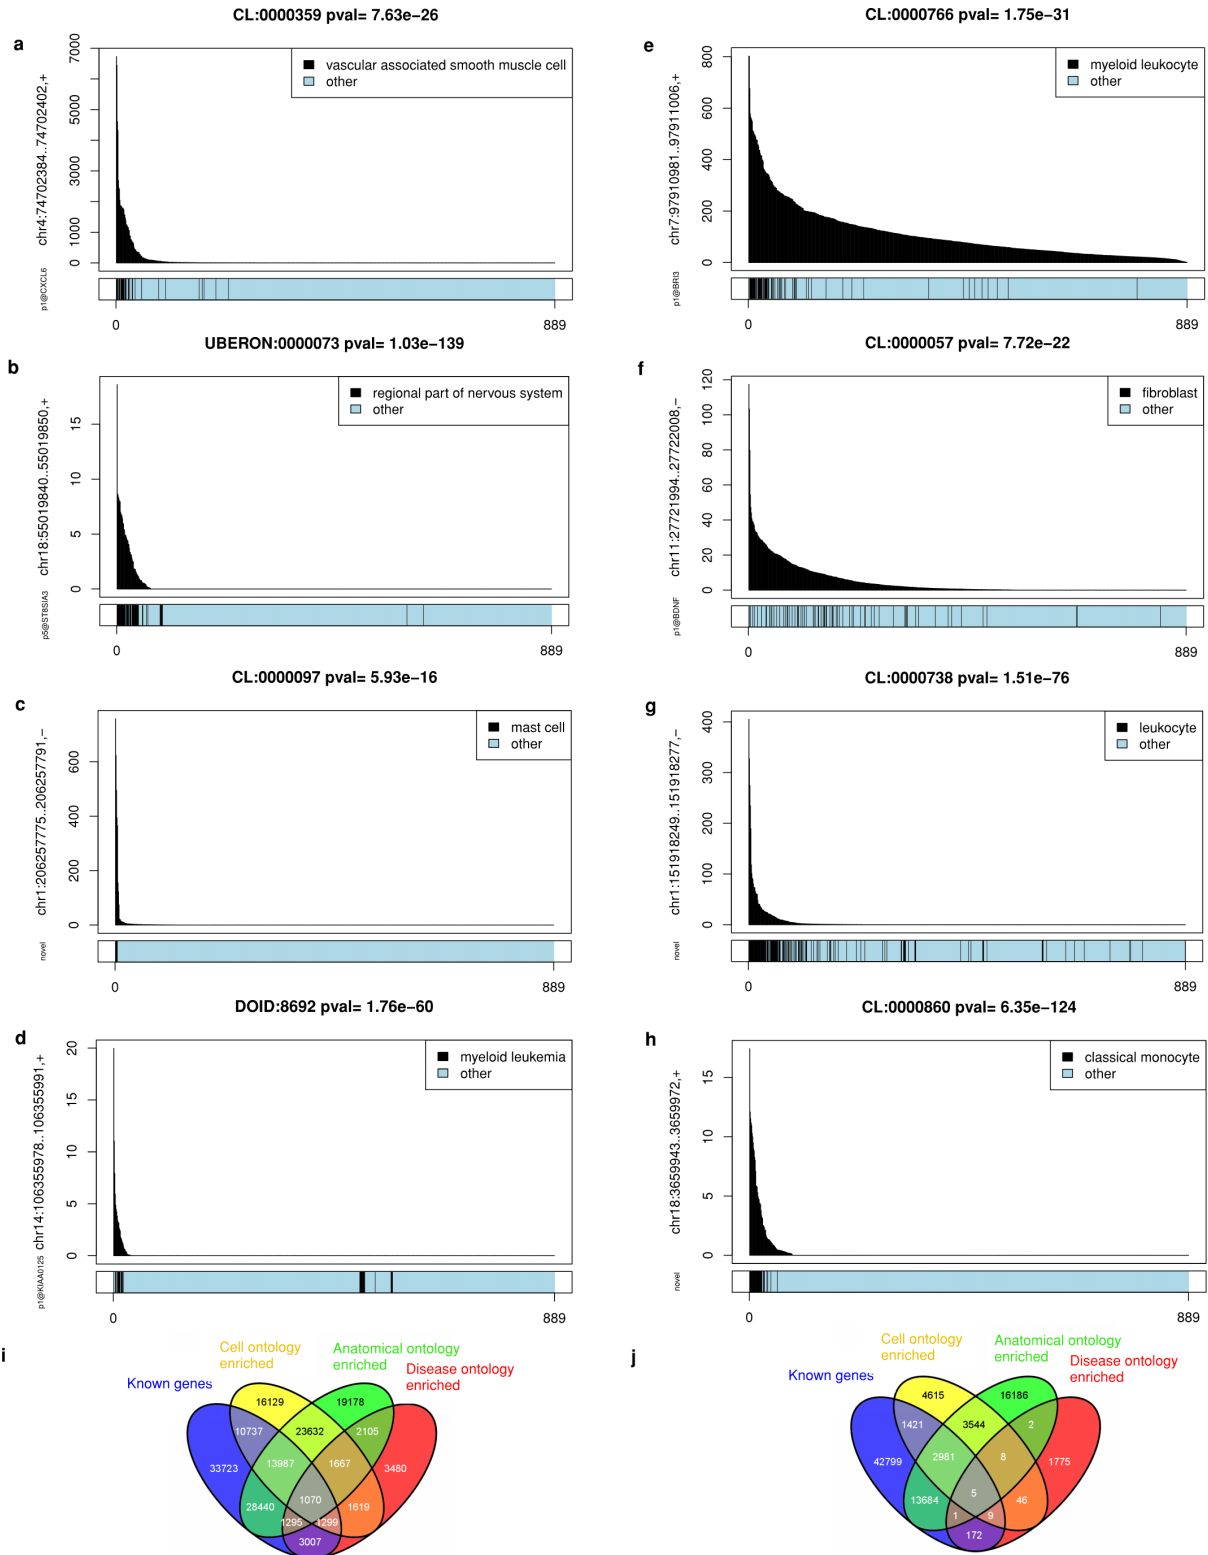 CL:0000359 pval= 7.63e−26
a
chr4:74702384..74702402,+
7000
5000
3000
1000
0
vascular associated smooth muscle cell
other
p1@CXCL6
0
889
UBERON:0000073 pval= 1.03e−139
b
chr18:55019840..55019850,+
15
10
5
0
regional part of nervous system
other
p5@ST8SIA3
0
889
CL:0000097 pval= 5.93e−16
c
chr1:206257775..206257791,−
600
400
200
0
mast cell
other
novel
0
889
DOID:8692 pval= 1.76e−60
d
chr14:106355978..106355991,+
20
15
10
5
0
myeloid leukemia
other
p1@KIAA0125
0
889
CL:0000766 pval= 1.75e−31
e
chr7:97910981..97911006,+
800
600
400
200
0
myeloid leukocyte
other
p1@BRI3
0
889
CL:0000057 pval= 7.72e−22
f
chr11:27721994..27722008,−
120
100
80
60
40
20
0
fibroblast
other
p1@BDNF
0
889
CL:0000738 pval= 1.51e−76
g
chr1:151918249..151918277,−
400
300
200
100
0
leukocyte
other
novel
0
889
CL:0000860 pval= 6.35e−124
h
chr18:3659943..3659972,+
15
10
5
0
classical monocyte
other
novel
0
889
i
Cell ontology
enriched
Anatomical ontology
enriched
Known genes
Disease ontology
enriched
16129
19178
10737
23632
2105
33723
13987
1667
3480
28440
1070
1619
1295
1299
3007
j
Cell ontology
enriched
Anatomical ontology
enriched
Known genes
Disease ontology
enriched
4615
16186
1421
3544
2
42799
2981
8
1775
13684
5
46
1
9
172